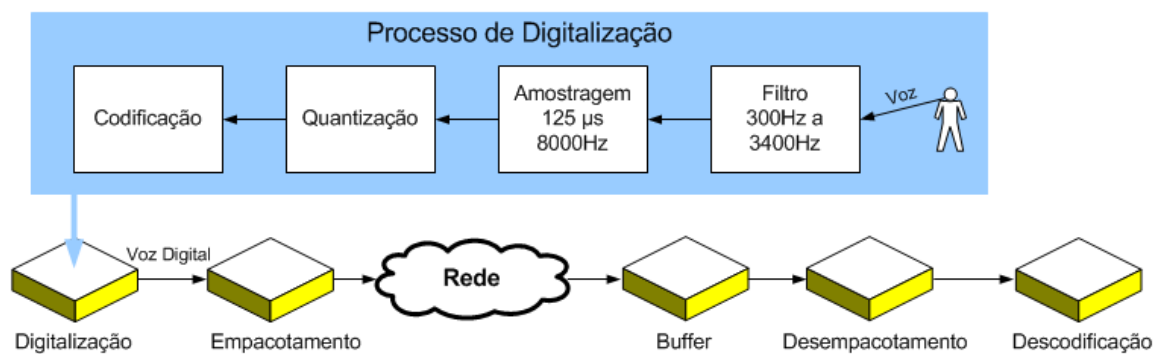 Processo de Digitalização
Codificação
Quantização
Amostragem
125 µs
8000Hz
Filtro
300Hz a
3400Hz
Voz
Voz Digital
Rede
Digitalização
Empacotamento
Buffer
Desempacotamento
Descodificação